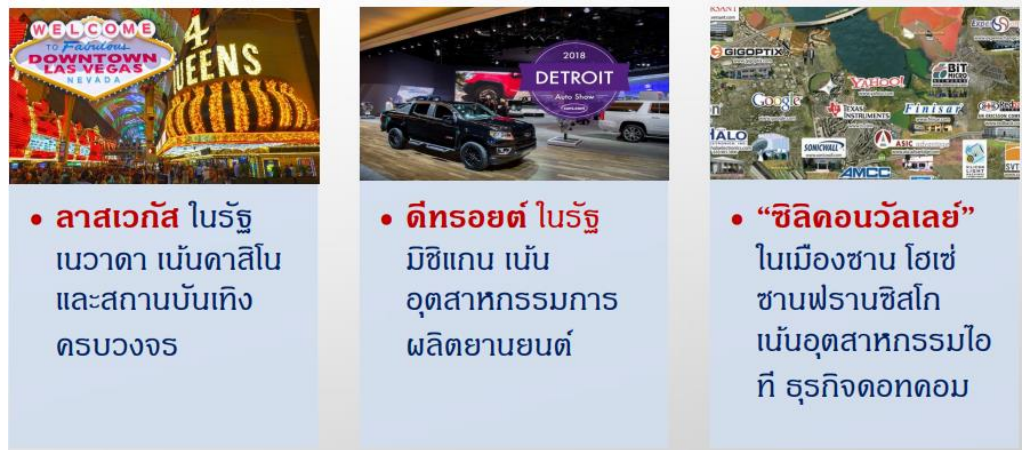 WELCOME
TO Fabulous
DOWNTOWN
LAS VEGAS
NEVADA
4
QUEENS
2018
DETROIT
Auto Show
GIGOPTIX
YAHOO!
BiT
MICRO
Google
TEXAS
INSTRUMENTS
Finisar
HALO
SONICWALL
ASIC
AMCC
LIGHT
SVT
• ลาสเวกัส ในรัฐ
เนวาดา เน้นคาสิโน
และสถานบันเทิง
ครบวงจร
• ดีทรอยต์ ในรัฐ
มิชิแกน เน้น
อุตสาหกรรมการ
ผลิตยานยนต์
• “ซิลิคอนวัลเลย์”
ในเมืองซาน โฮเซ่
ซานฟรานซิสโก
เน้นอุตสาหกรรมไอ
ที ธุรกิจดอทคอม